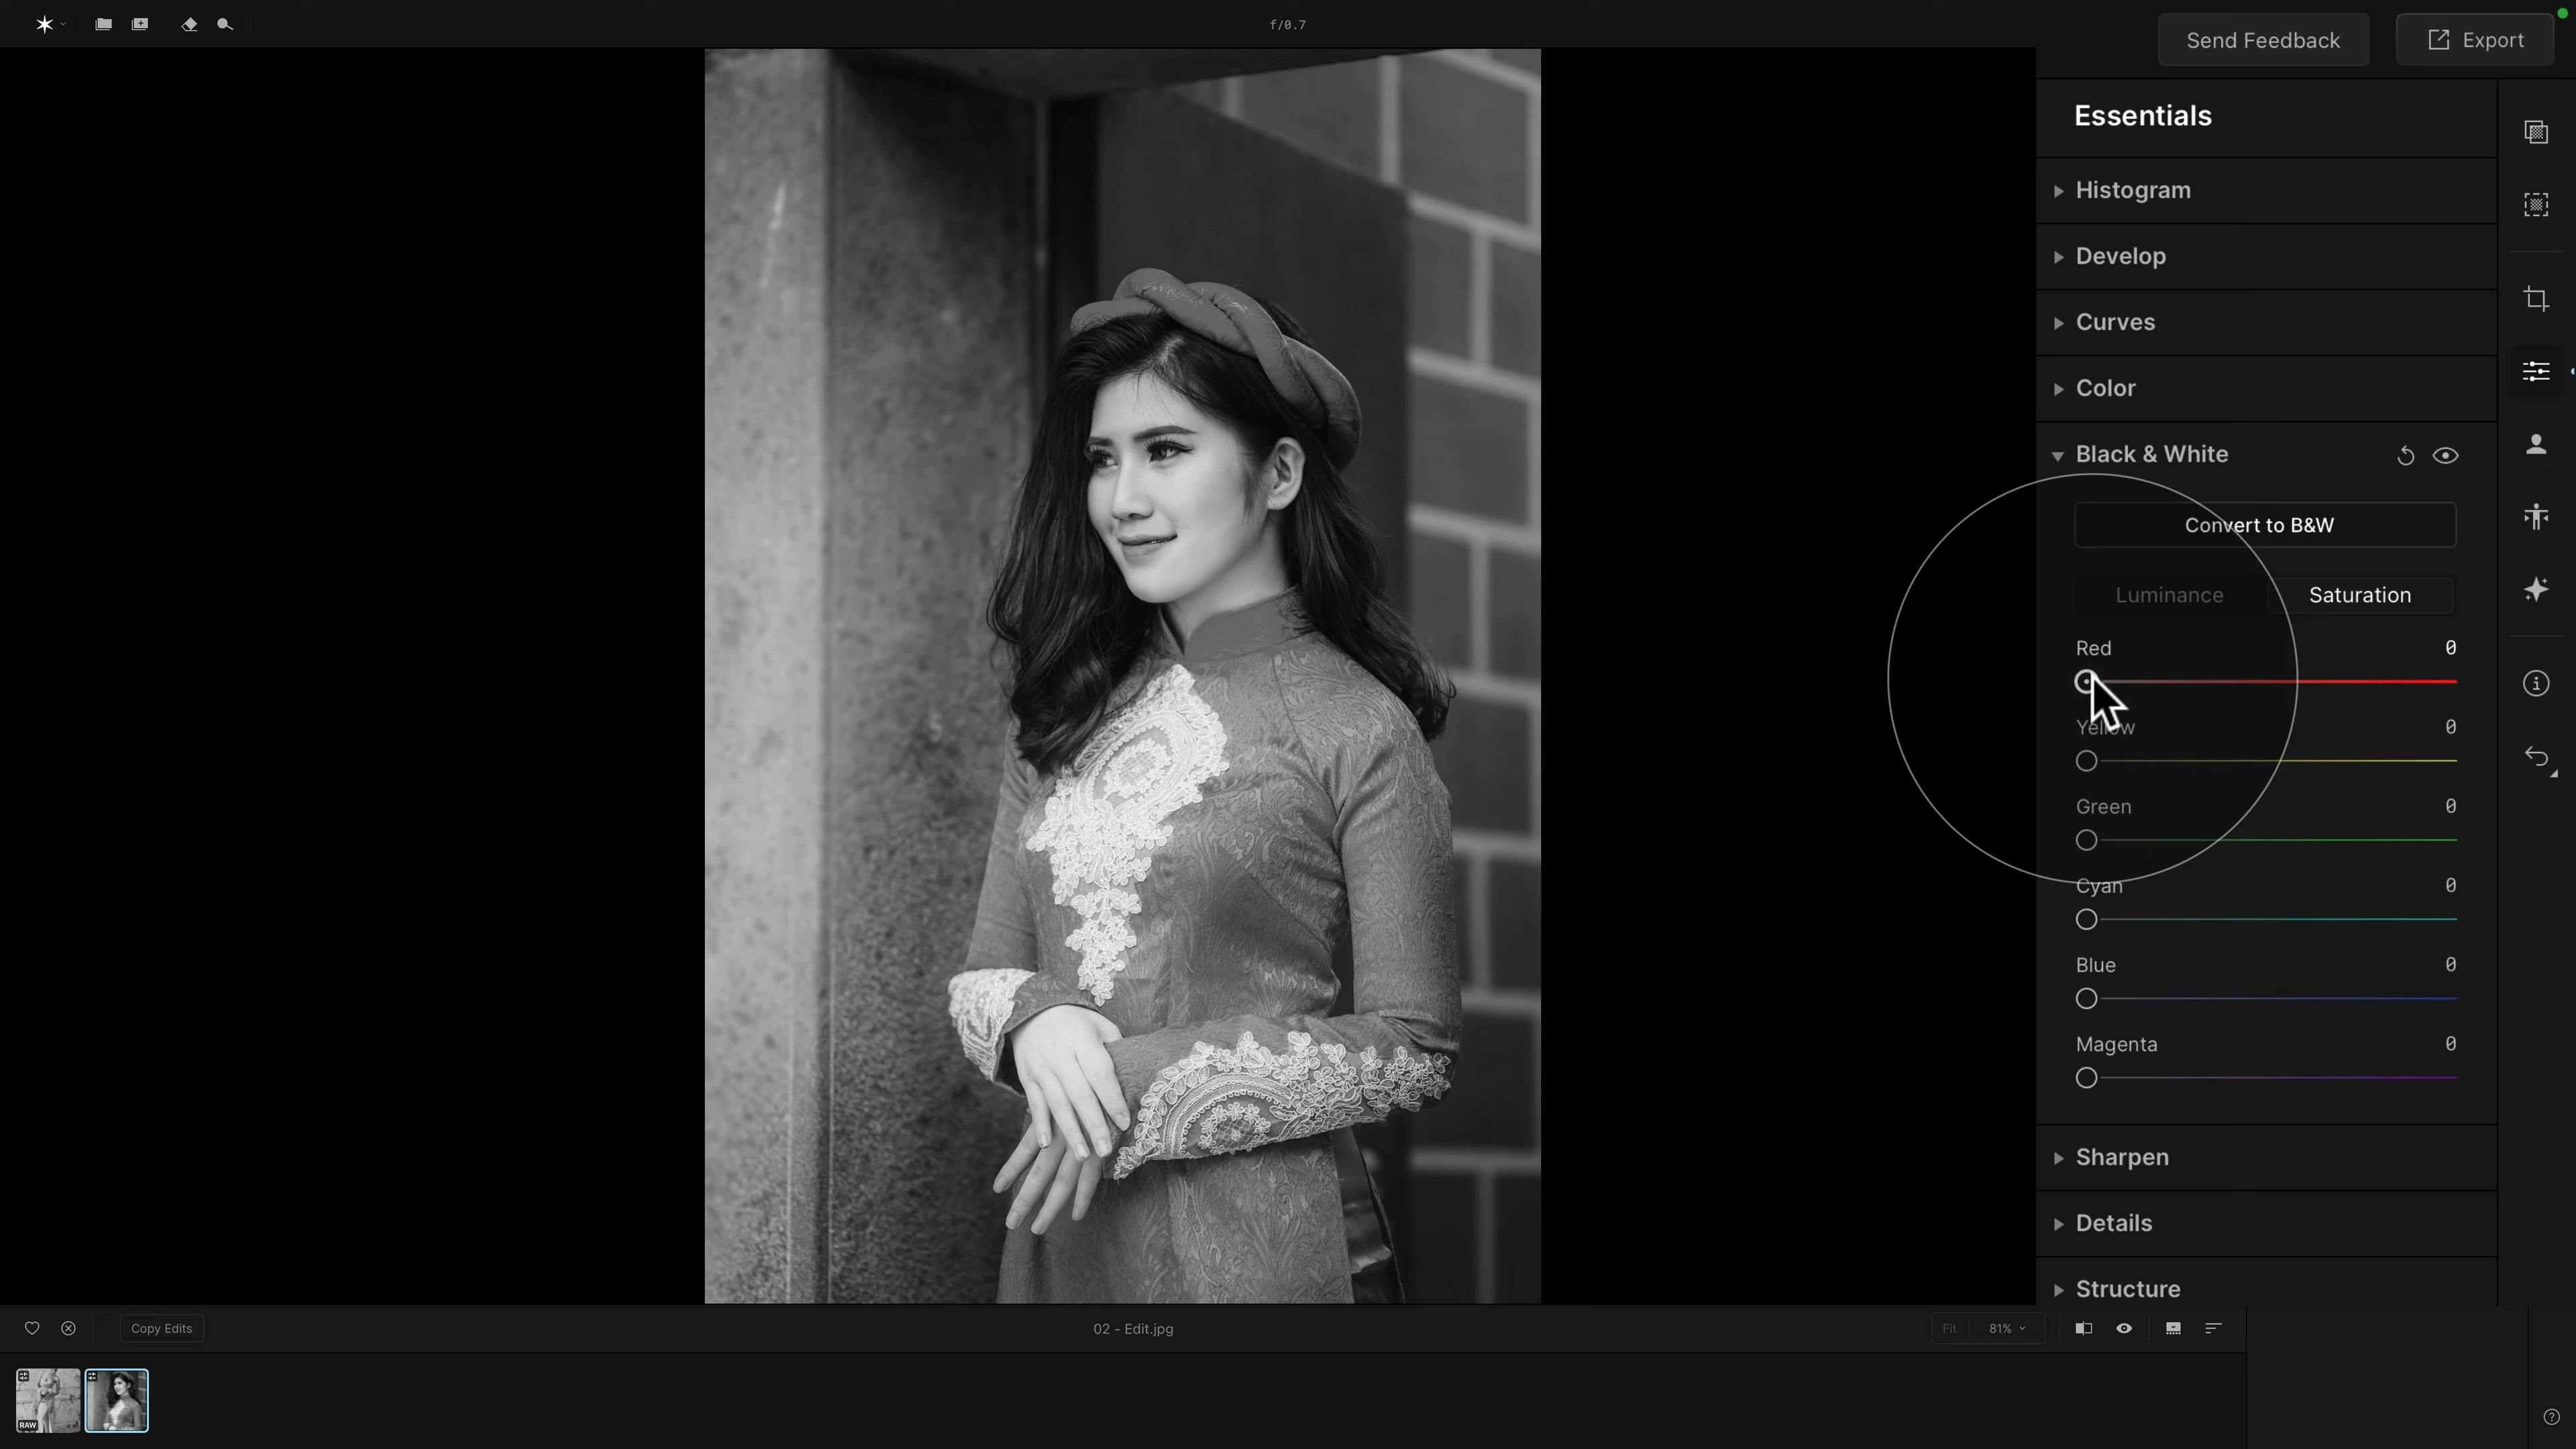 f/0.7
Send Feedback
Export
Essentials
Histogram
Develop
Curves
Color
Black & White
Convert to B&W
Luminance
Saturation
Red 0
Yellow 0
Green 0
Cyan 0
Blue 0
Magenta 0
Sharpen
Details
Structure
Copy Edits
02 - Edit.jpg
Fit
81%
RAW